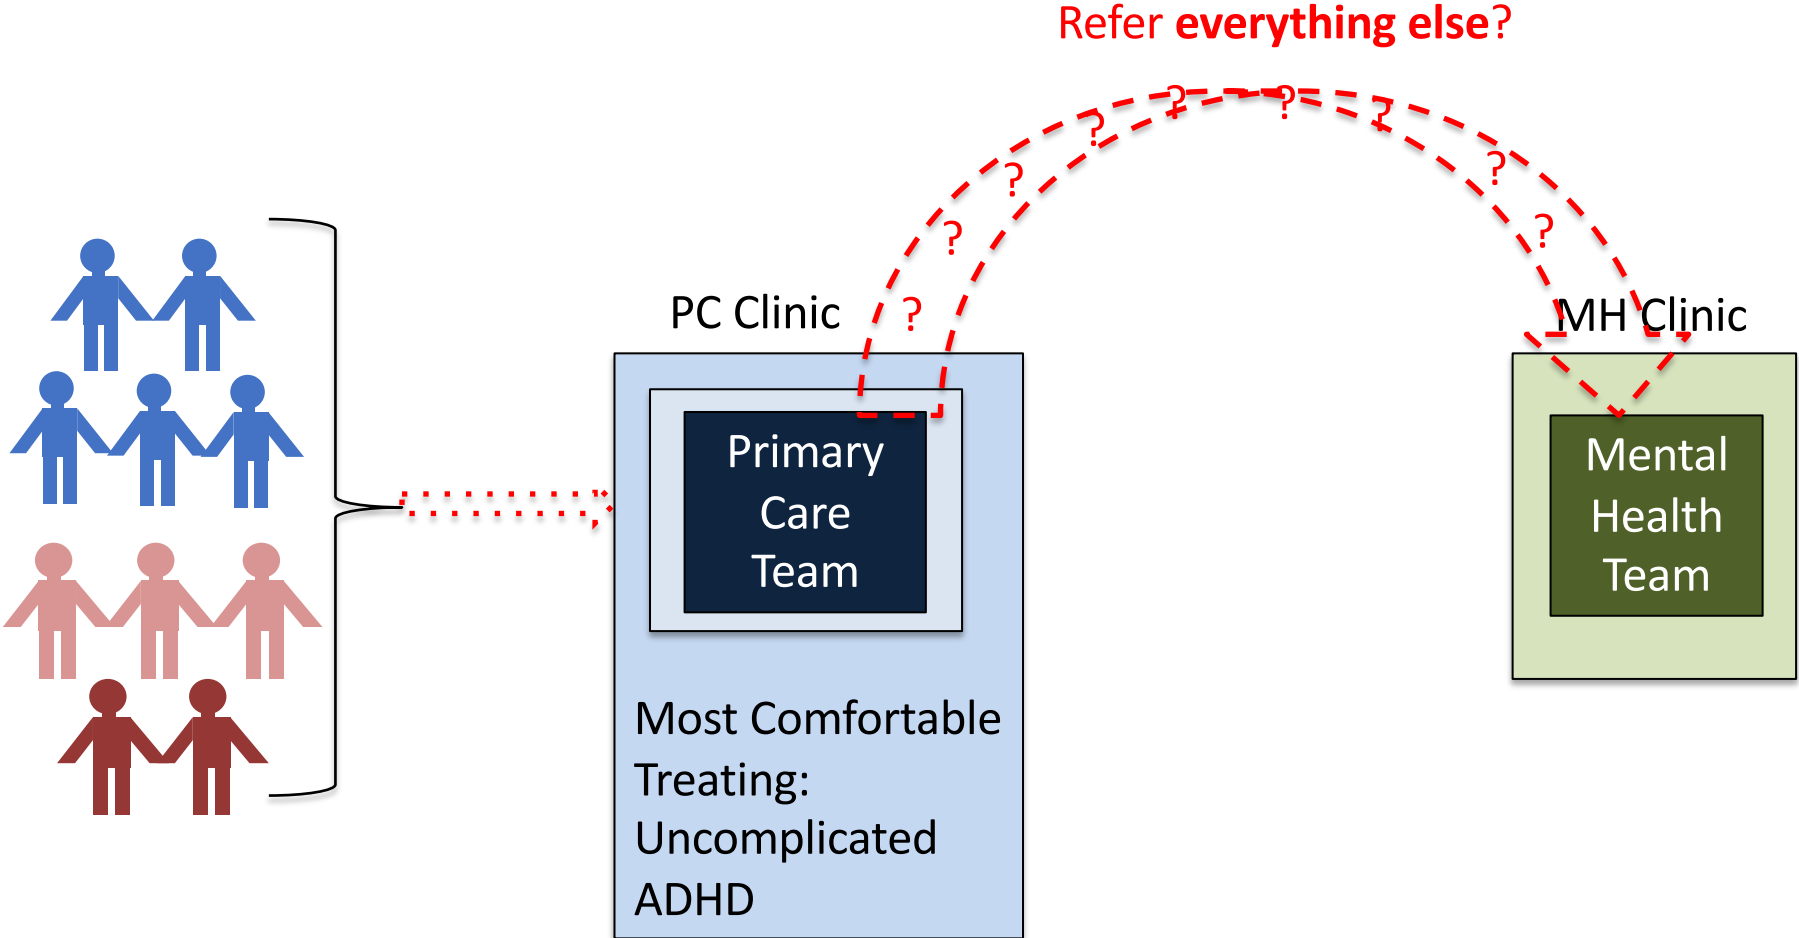 Refer everything else?
?
?
?
?
?
?
?
?
?
PC Clinic
MH Clinic
Primary
Care
Team
Mental
Health
Team
Most Comfortable
Treating:
Uncomplicated
ADHD